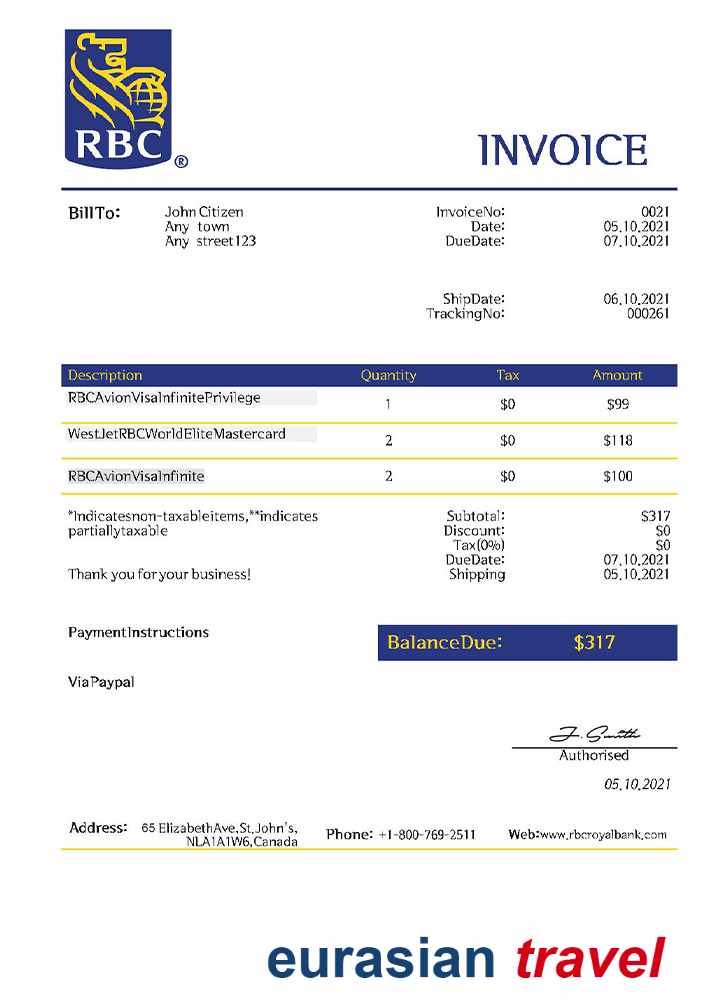 RBC®
INVOICE
BillTo: John Citizen InvoiceNo: 0021
Any town Date: 05.10.2021
Any street123 DueDate: 07.10.2021
ShipDate: 06.10.2021
TrackingNo: 000261
Description Quantity Tax Amount
RBCAvionVisaInfinitePrivilege 1 $0 $99
WestJetRBCWorldEliteMastercard 2 $0 $118
RBCAvionVisaInfinite 2 $0 $100
*Indicatesnon-taxableitems,**indicates Subtotal: $317
partiallytaxable Discount: $0
Tax(0%) $0
DueDate: 07.10.2021
Thank you for your business! Shipping 05.10.2021
PaymentInstructions
BalanceDue: $317
ViaPaypal
J. Smith
Authorised
05.10.2021
Address: 65 ElizabethAve,St.John's, Phone: +1-800-769-2511 Web:www.rbcroyalbank.com
NLA1A1W6,Canada
eurasian travel